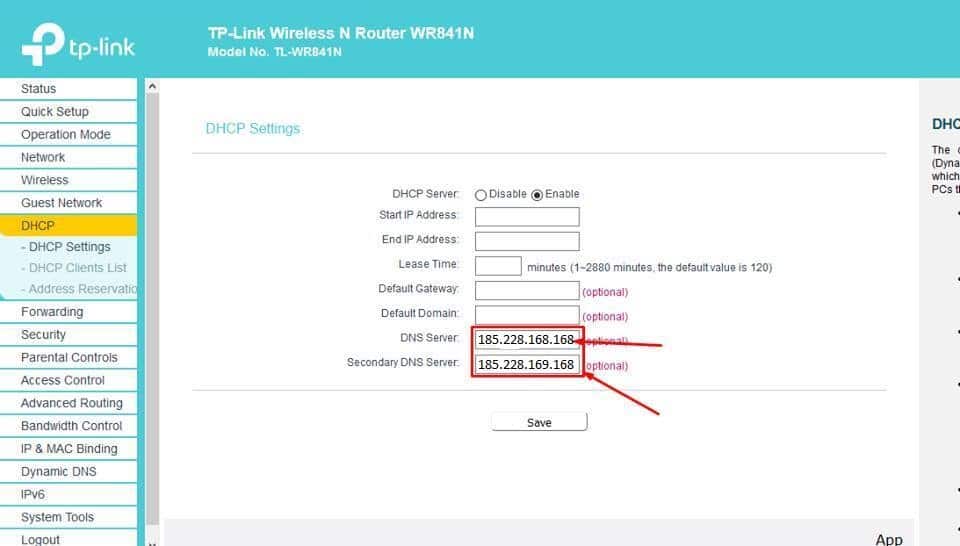 tp-link
TP-Link Wireless N Router WR841N
Model No. TL-WR841N
Status
Quick Setup
Operation Mode
Network
Wireless
Guest Network
DHCP
- DHCP Settings
- DHCP Clients List
- Address Reservatio
Forwarding
Security
Parental Controls
Access Control
Advanced Routing
Bandwidth Control
IP & MAC Binding
Dynamic DNS
IPv6
System Tools
Logout
DHCP Settings
DHCP Server: Disable Enable
Start IP Address:
End IP Address:
Lease Time: minutes (1~2880 minutes, the default value is 120)
Default Gateway: (optional)
Default Domain: (optional)
DNS Server: 185.228.168.168 (optional)
Secondary DNS Server: 185.228.169.168 (optional)
Save
DHC
The
(Dyna
which
PCs t
App